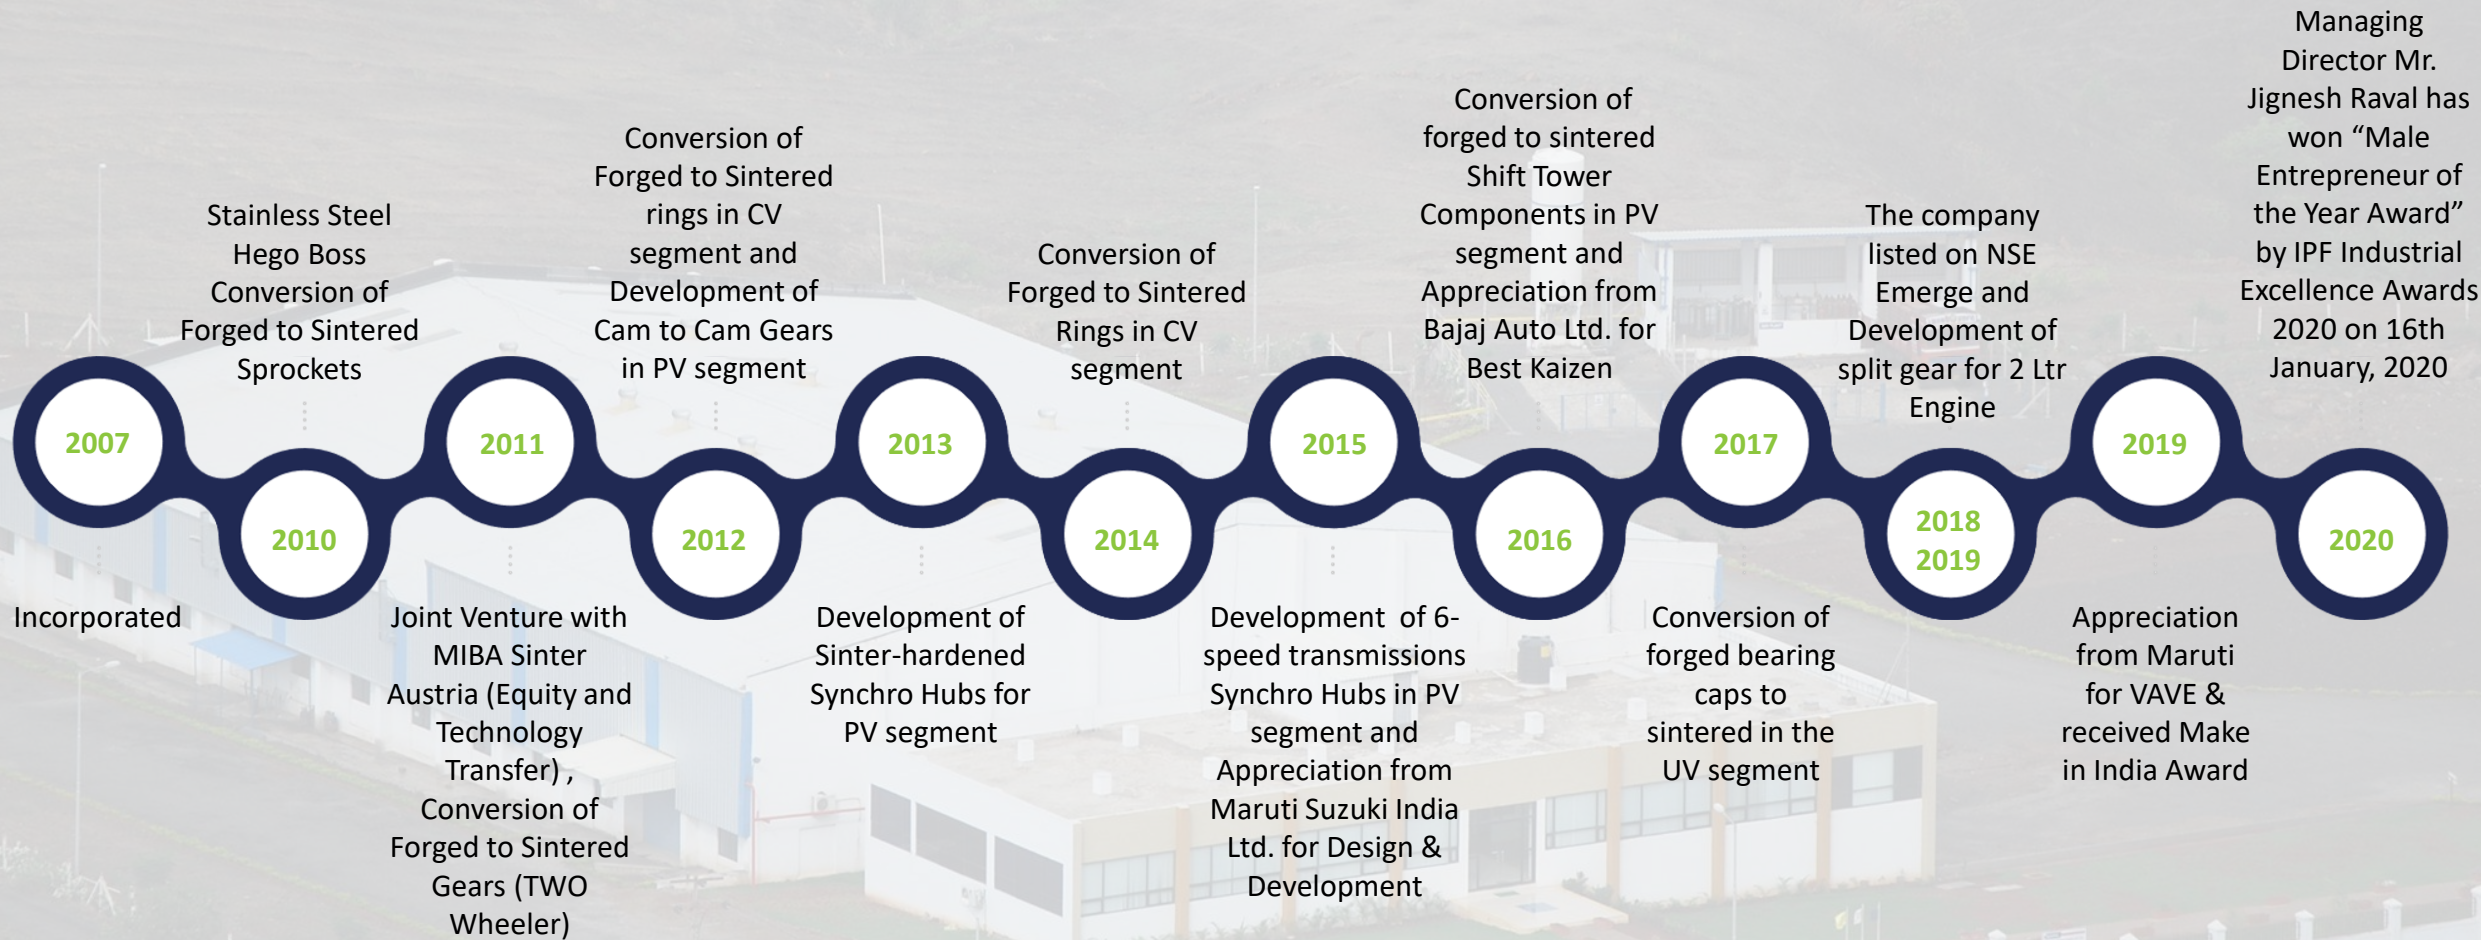 2007
Incorporated
Stainless Steel
Hego Boss
Conversion of
Forged to Sintered
Sprockets
2010
2011
Joint Venture with
MIBA Sinter
Austria (Equity and
Technology
Transfer) ,
Conversion of
Forged to Sintered
Gears (TWO
Wheeler)
Conversion of
Forged to Sintered
rings in CV
segment and
Development of
Cam to Cam Gears
in PV segment
2012
2013
Development of
Sinter-hardened
Synchro Hubs for
PV segment
Conversion of
Forged to Sintered
Rings in CV
segment
2014
2015
Development of 6-
speed transmissions
Synchro Hubs in PV
segment and
Appreciation from
Maruti Suzuki India
Ltd. for Design &
Development
Conversion of
forged to sintered
Shift Tower
Components in PV
segment and
Appreciation from
Bajaj Auto Ltd. for
Best Kaizen
2016
2017
Conversion of
forged bearing
caps to
sintered in the
UV segment
The company
listed on NSE
Emerge and
Development of
split gear for 2 Ltr
Engine
2018
2019
2019
Appreciation
from Maruti
for VAVE &
received Make
in India Award
Managing
Director Mr.
Jignesh Raval has
won “Male
Entrepreneur of
the Year Award”
by IPF Industrial
Excellence Awards
2020 on 16th
January, 2020
2020